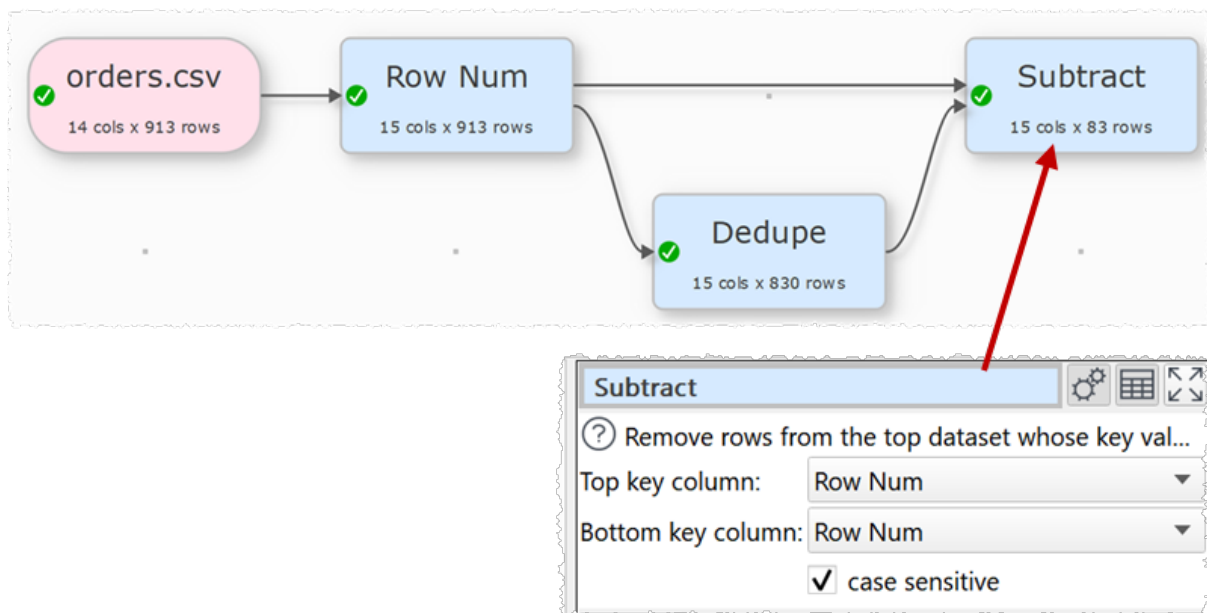 orders.csv
14 cols x 913 rows
Row Num
15 cols x 913 rows
Subtract
15 cols x 83 rows
Dedupe
15 cols x 830 rows
Subtract
? Remove rows from the top dataset whose key val...
Top key column: Row Num
Bottom key column: Row Num
case sensitive